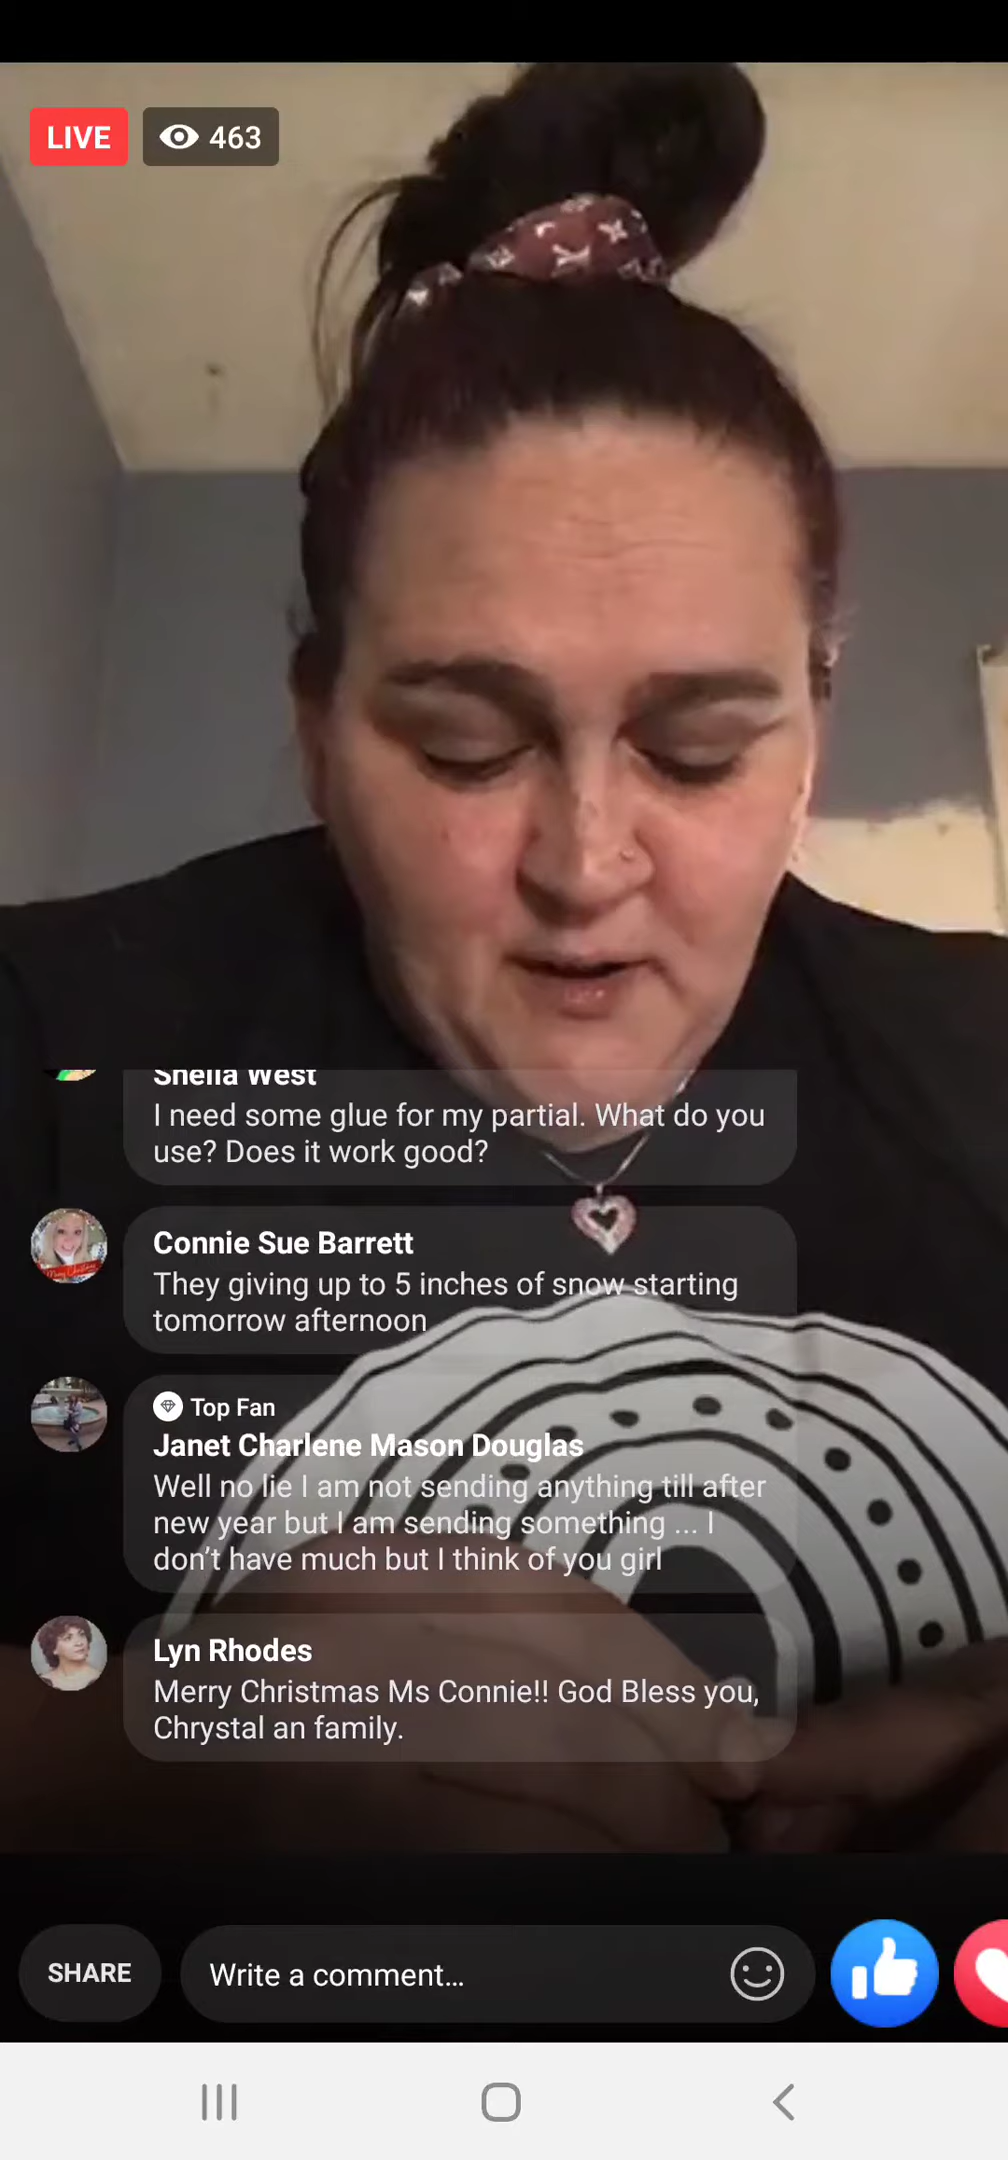 LIVE 463
Sheila West
I need some glue for my partial. What do you
use? Does it work good?
Connie Sue Barrett
They giving up to 5 inches of snow starting
tomorrow afternoon
Top Fan
Janet Charlene Mason Douglas
Well no lie I am not sending anything till after
new year but I am sending something ... I
don't have much but I think of you girl
Lyn Rhodes
Merry Christmas Ms Connie!! God Bless you,
Chrystal an family.
SHARE Write a comment...